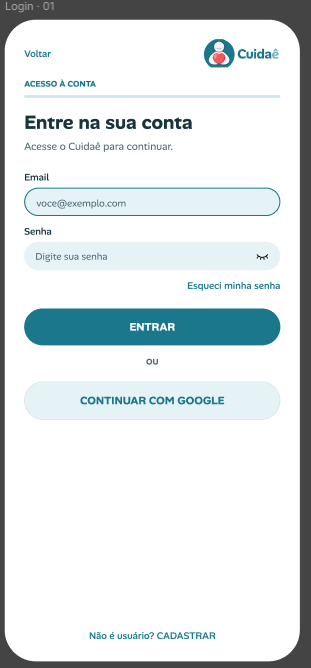 Login - 01
Voltar
Cuidaê
ACESSO À CONTA
Entre na sua conta
Acesse o Cuidaê para continuar.
Email
voce@exemplo.com
Senha
Digite sua senha
Esqueci minha senha
ENTRAR
OU
CONTINUAR COM GOOGLE
Não é usuário? CADASTRAR